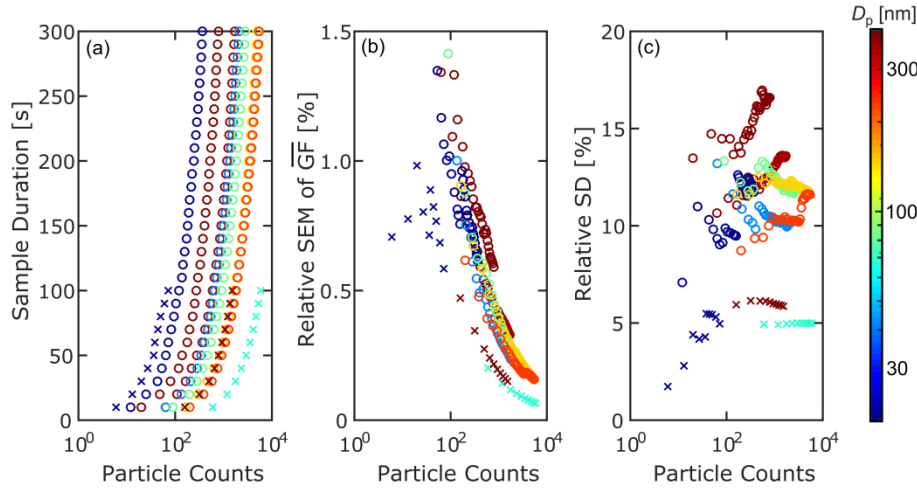 Dp [nm]
(a)
(b)
(c)
300
250
200
150
100
50
0
Sample Duration [s]
10^0
10^2
10^4
Particle Counts
1.5
1.0
0.5
0
Relative SEM of GF [%]
10^0
10^2
10^4
Particle Counts
20
15
10
5
0
Relative SD [%]
10^0
10^2
10^4
Particle Counts
300
100
30